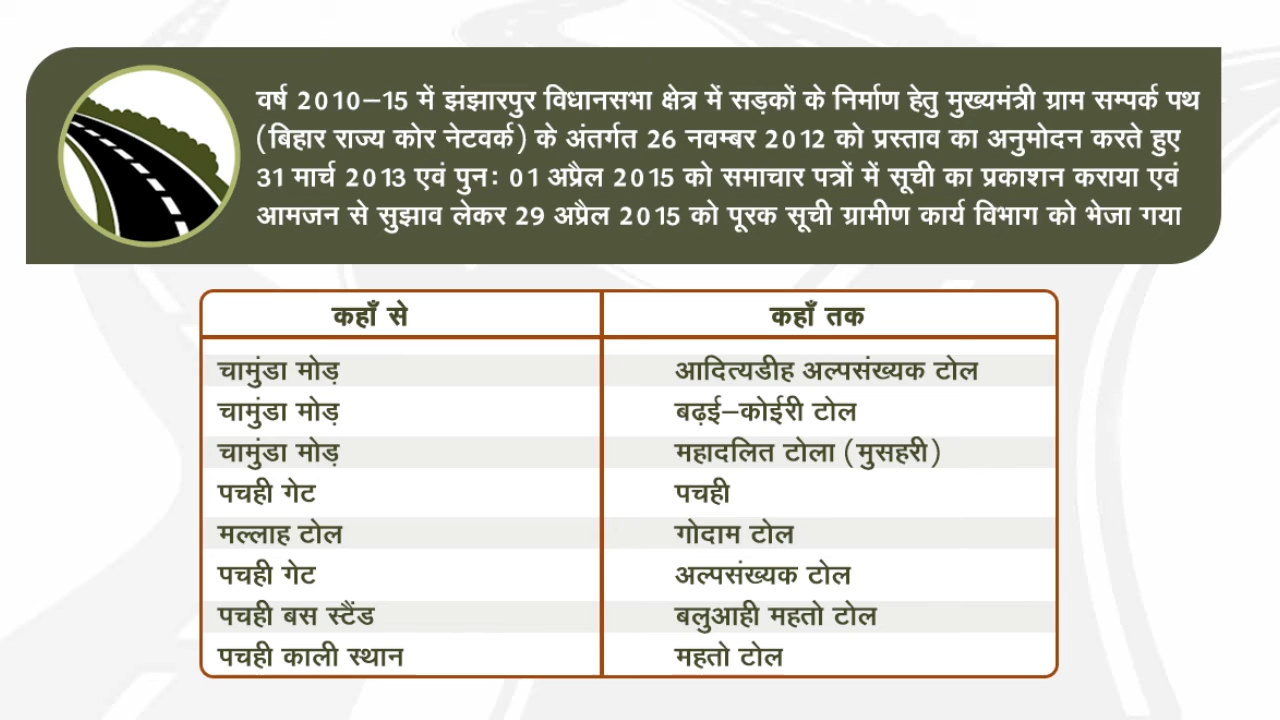 वर्ष 2010–15 में झंझारपुर विधानसभा क्षेत्र में सड़कों के निर्माण हेतु मुख्यमंत्री ग्राम सम्पर्क पथ
(बिहार राज्य कोर नेटवर्क) के अंतर्गत 26 नवम्बर 2012 को प्रस्ताव का अनुमोदन करते हुए
31 मार्च 2013 एवं पुनः 01 अप्रैल 2015 को समाचार पत्रों में सूची का प्रकाशन कराया एवं
आमजन से सुझाव लेकर 29 अप्रैल 2015 को पूरक सूची ग्रामीण कार्य विभाग को भेजा गया
कहाँ से कहाँ तक
चामुंडा मोड़ आदित्यडीह अल्पसंख्यक टोल
चामुंडा मोड़ बढ़ई–कोईरी टोल
चामुंडा मोड़ महादलित टोला (मुसहरी)
पचही गेट पचही
मल्लाह टोल गोदाम टोल
पचही गेट अल्पसंख्यक टोल
पचही बस स्टैंड बलुआही महतो टोल
पचही काली स्थान महतो टोल